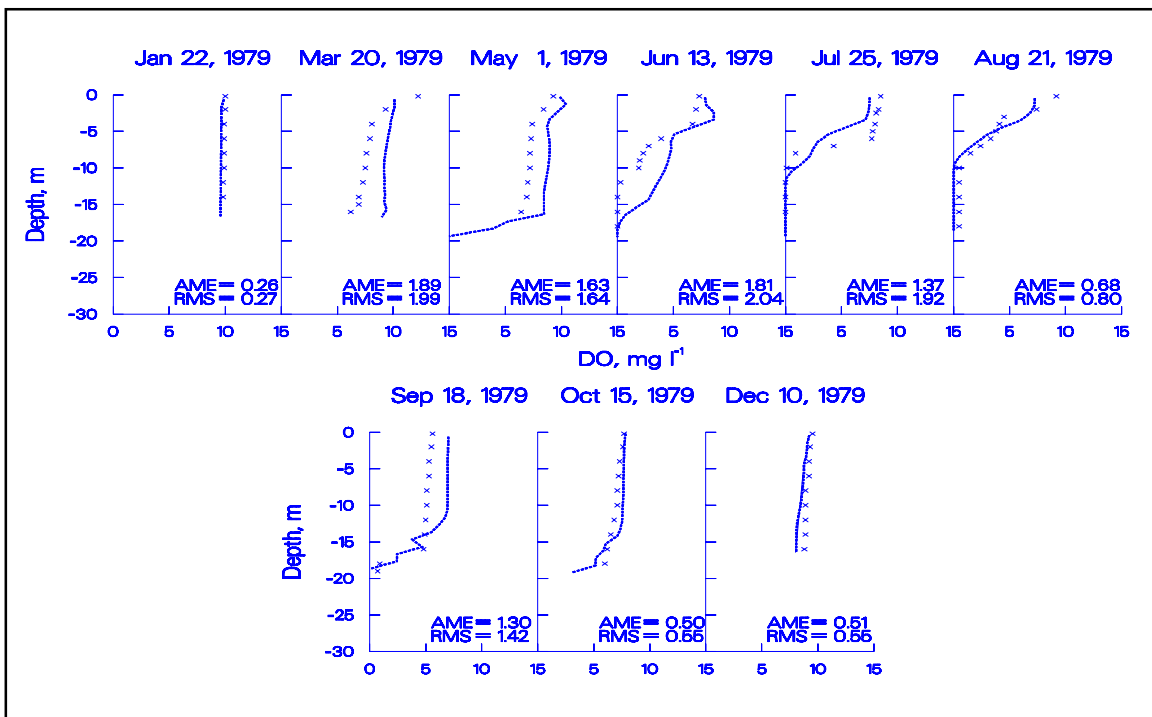 Jan 22, 1979 Mar 20, 1979 May 1, 1979 Jun 13, 1979 Jul 25, 1979 Aug 21, 1979
0
-5
-10
-15
-20
-25
-30
Depth, m
AME= 0.26 AME= 1.89 AME= 1.63 AME= 1.81 AME= 1.37 AME= 0.68
RMS= 0.27 RMS= 1.99 RMS= 1.64 RMS= 2.04 RMS= 1.92 RMS= 0.80
0 5 10 15 5 10 15 5 10 15 5 10 15 5 10 15 5 10 15
DO, mg l-1
Sep 18, 1979 Oct 15, 1979 Dec 10, 1979
0
-5
-10
-15
-20
-25
-30
Depth, m
AME= 1.30 AME= 0.50 AME= 0.51
RMS= 1.42 RMS= 0.55 RMS= 0.55
0 5 10 15 5 10 15 5 10 15